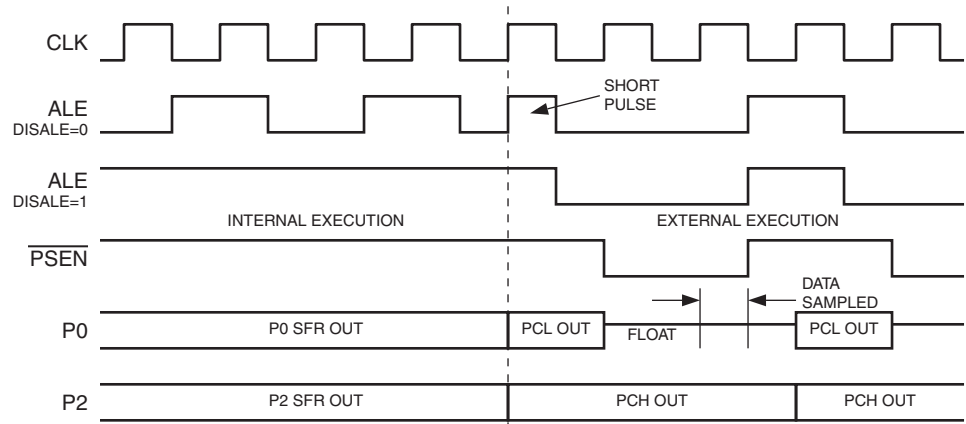 CLK
ALE
DISALE=0
SHORT
PULSE
ALE
DISALE=1
INTERNAL EXECUTION
EXTERNAL EXECUTION
PSEN
DATA
SAMPLED
P0
P0 SFR OUT
PCL OUT
FLOAT
PCL OUT
P2
P2 SFR OUT
PCH OUT
PCH OUT